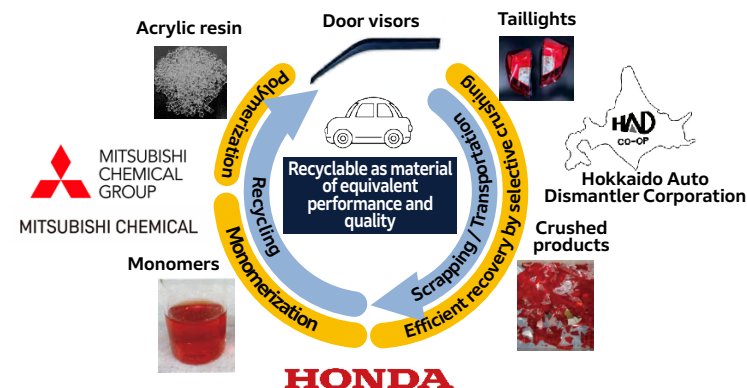 Door visors
Taillights
Acrylic resin
Polymerization
Efficient recovery by selective crushing
Scrapping / Transportation
HAD
CO-OP
Hokkaido Auto
Dismantler Corporation
MITSUBISHI
CHEMICAL
GROUP
MITSUBISHI CHEMICAL
Recycling
Recyclable as material
of equivalent
performance and
quality
Crushed
products
Monomers
Monomerization
HONDA